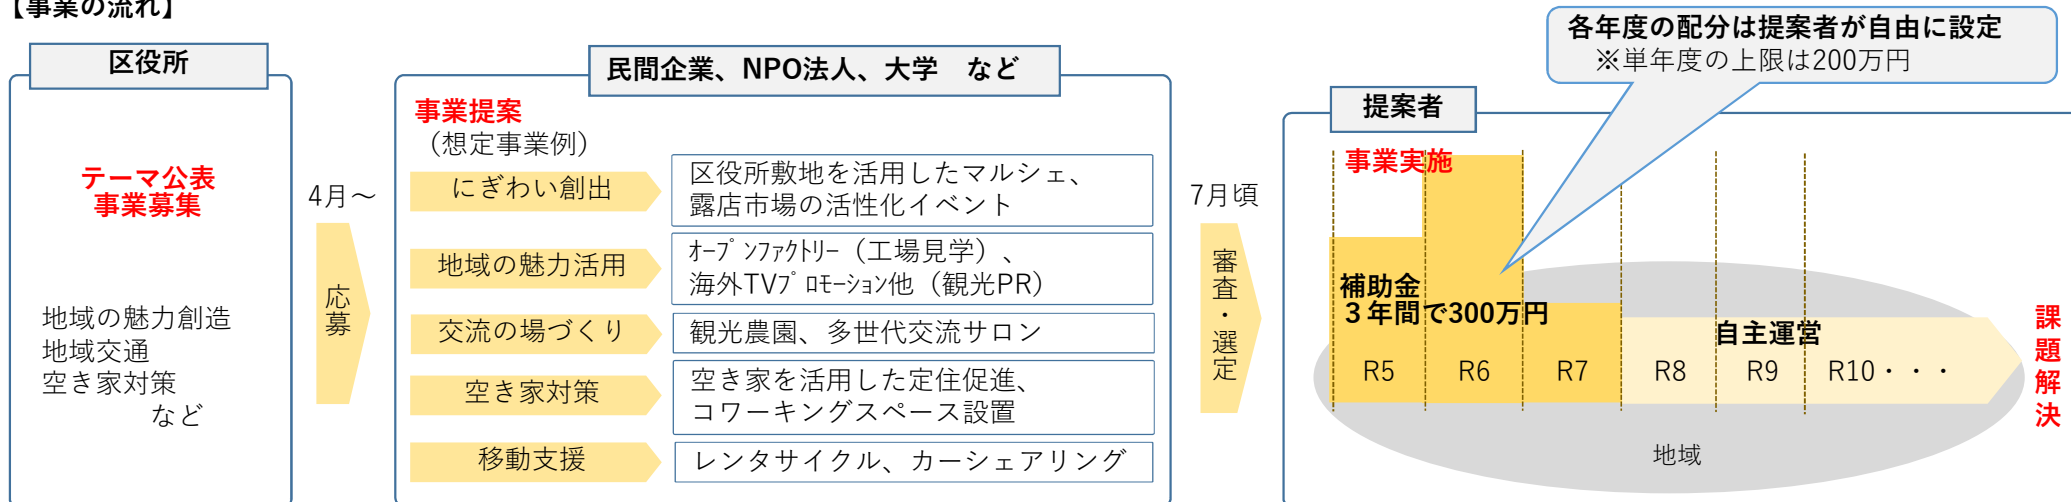 【事業の流れ】
区役所
テーマ公表
事業募集
地域の魅力創造
地域交通
空き家対策
など
4月～
応募
民間企業、NPO法人、大学　など
事業提案
（想定事業例）
にぎわい創出
区役所敷地を活用したマルシェ、
露店市場の活性化イベント
地域の魅力活用
ｵｰﾌﾟﾝﾌｧｸﾄﾘｰ（工場見学）、
海外TVﾌﾟﾛﾓｰｼｮﾝ他（観光PR）
交流の場づくり
観光農園、多世代交流サロン
空き家対策
空き家を活用した定住促進、
コワーキングスペース設置
移動支援
レンタサイクル、カーシェアリング
7月頃
審査・選定
各年度の配分は提案者が自由に設定
※単年度の上限は200万円
提案者
事業実施
補助金
３年間で300万円
自主運営
R5
R6
R7
R8
R9
R10・・・
地域
課題解決